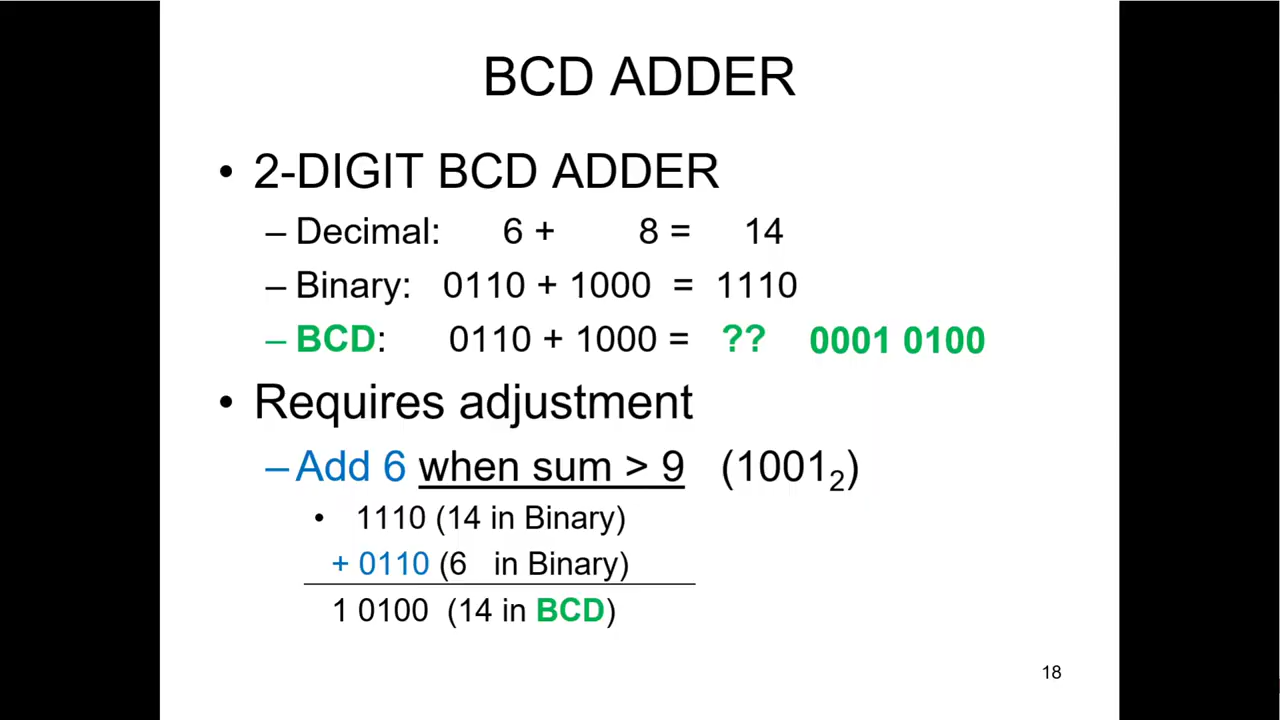 BCD ADDER
• 2-DIGIT BCD ADDER
– Decimal: 6 + 8 = 14
– Binary: 0110 + 1000 = 1110
– BCD: 0110 + 1000 = ?? 0001 0100
• Requires adjustment
– Add 6 when sum > 9 (1001₂)
• 1110 (14 in Binary)
+ 0110 (6 in Binary)
1 0100 (14 in BCD)
18